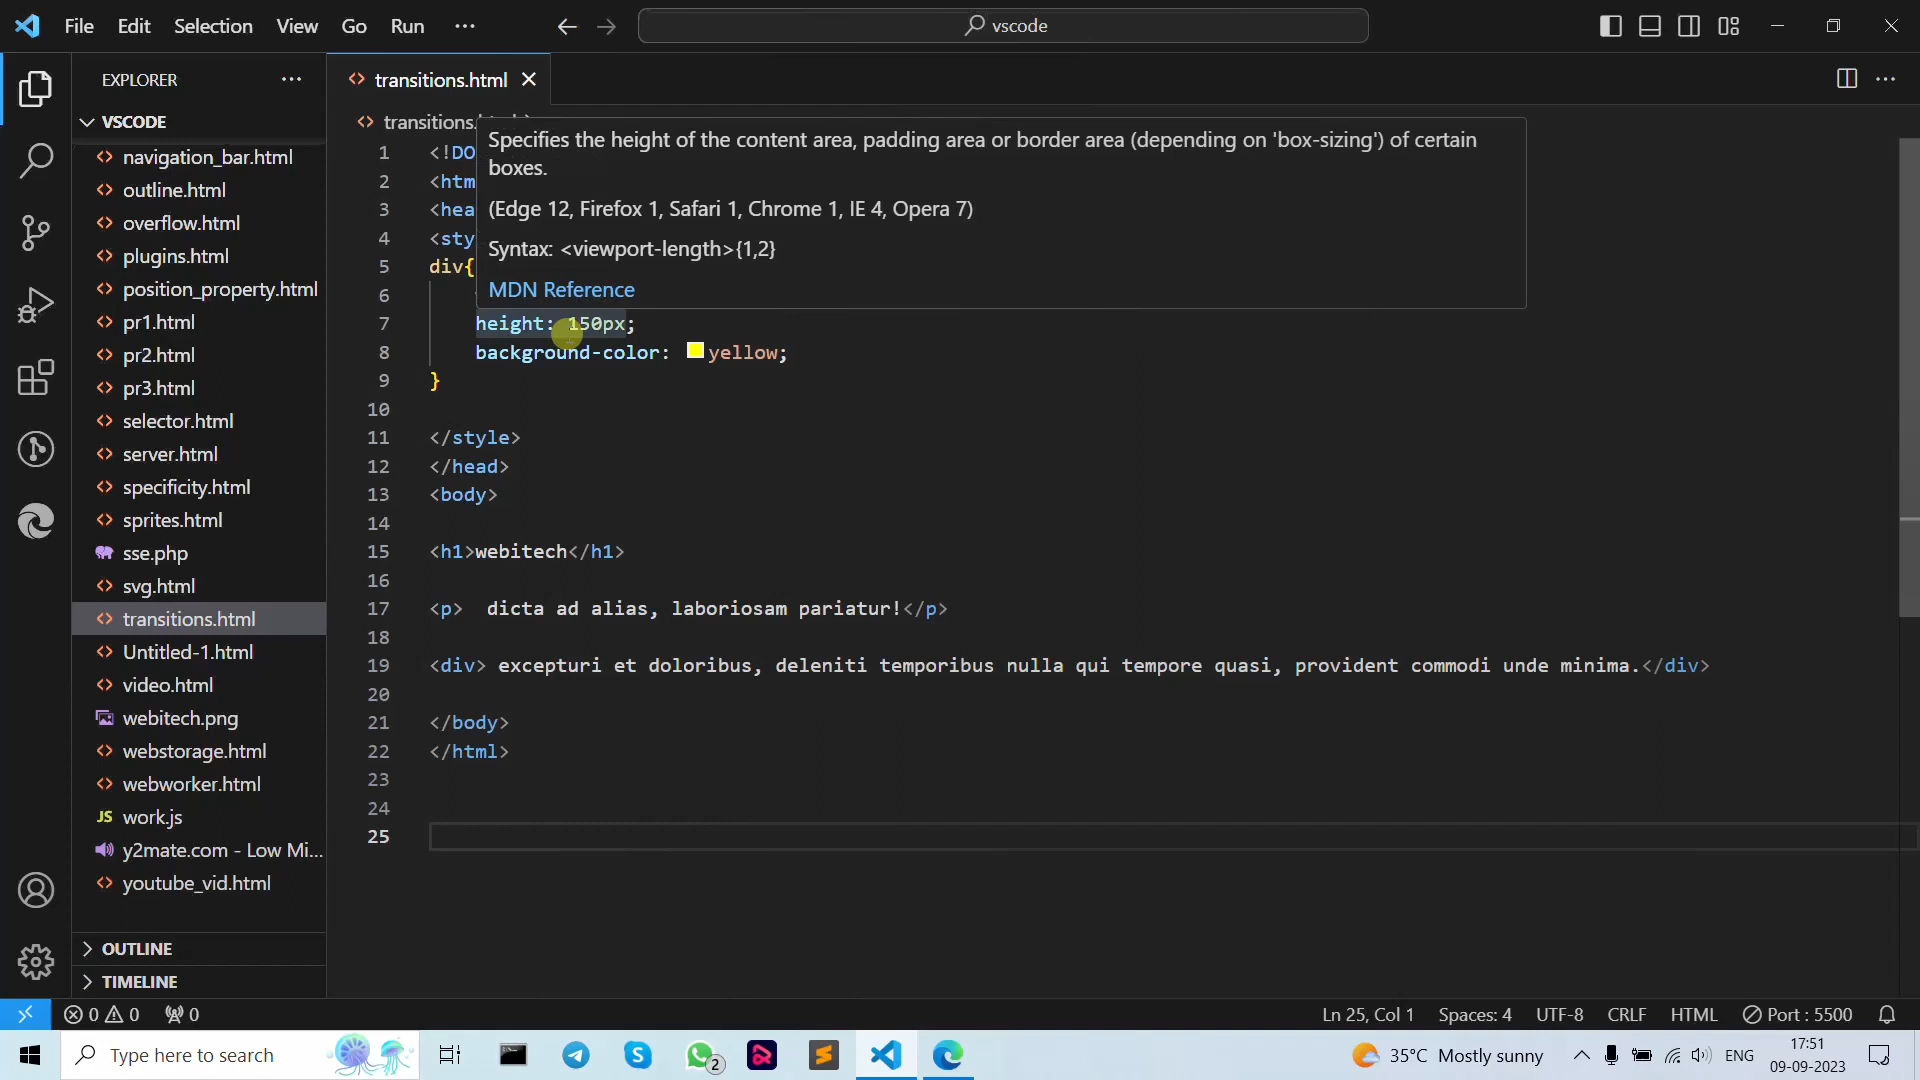 File Edit Selection View Go Run ···
vscode
EXPLORER
transitions.html
VSCODE
navigation_bar.html
outline.html
overflow.html
plugins.html
position_property.html
pr1.html
pr2.html
pr3.html
selector.html
server.html
specificity.html
sprites.html
sse.php
svg.html
transitions.html
Untitled-1.html
video.html
webitech.png
webstorage.html
webworker.html
JS work.js
y2mate.com - Low Mi...
youtube_vid.html
OUTLINE
TIMELINE
transitions.
Specifies the height of the content area, padding area or border area (depending on 'box-sizing') of certain
boxes.
(Edge 12, Firefox 1, Safari 1, Chrome 1, IE 4, Opera 7)
Syntax: <viewport-length>{1,2}
MDN Reference
1 <!DO
2 <htm
3 <hea
4 <sty
5 div{
6
7 height: 150px;
8 background-color: yellow;
9 }
10
11 </style>
12 </head>
13 <body>
14
15 <h1>webitech</h1>
16
17 <p>  dicta ad alias, laboriosam pariatur!</p>
18
19 <div> excepturi et doloribus, deleniti temporibus nulla qui tempore quasi, provident commodi unde minima.</div>
20
21 </body>
22 </html>
23
24
25
0 0 0
Ln 25, Col 1 Spaces: 4 UTF-8 CRLF HTML Port : 5500
Type here to search
2
35°C Mostly sunny
ENG
17:51
09-09-2023